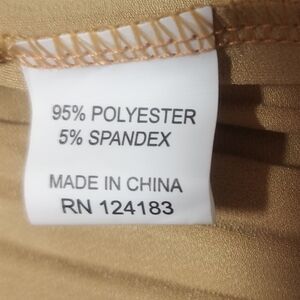 95% POLYESTER
5% SPANDEX
MADE IN CHINA
RN 124183